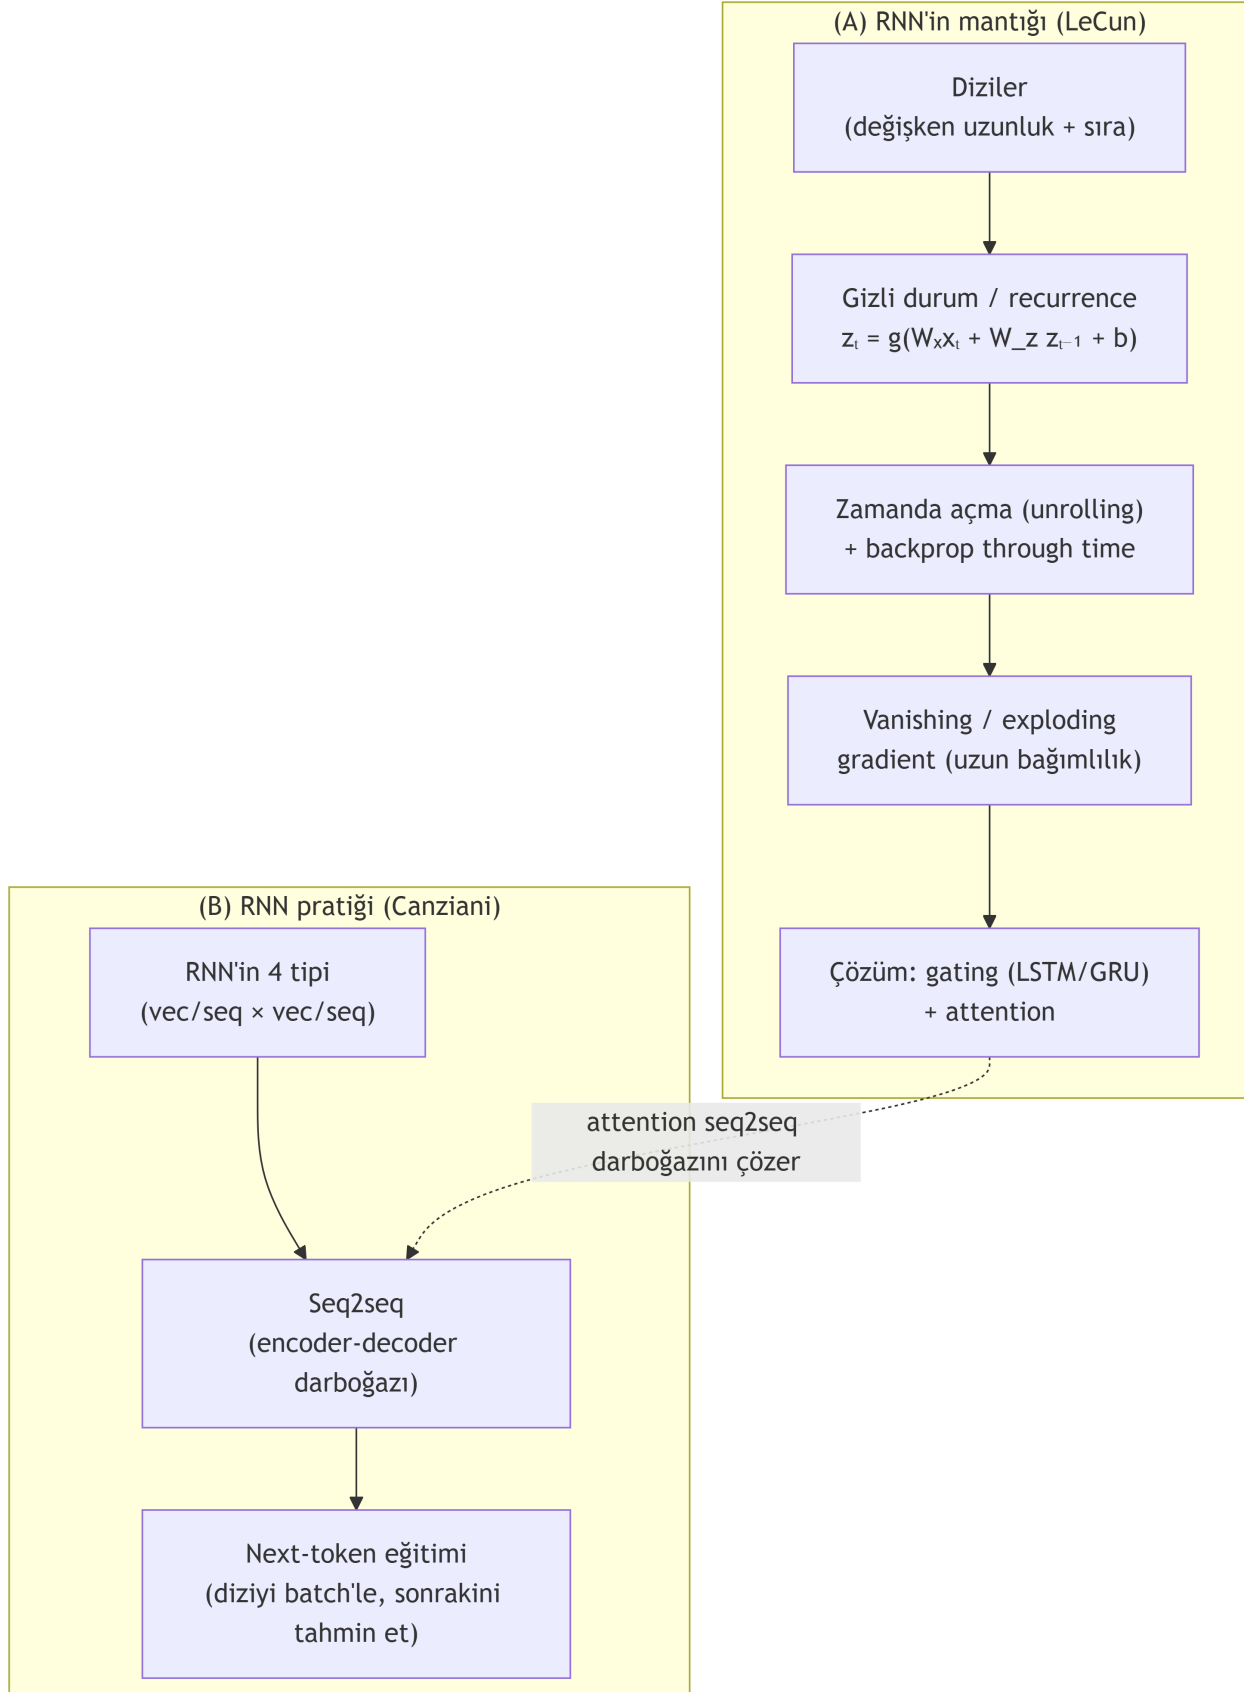 (A) RNN'in mantığı (LeCun)
Diziler
(değişken uzunluk + sıra)
Gizli durum / recurrence
zₜ = g(Wₓxₜ + W_z zₜ₋₁ + b)
Zamanda açma (unrolling)
+ backprop through time
Vanishing / exploding
gradient (uzun bağımlılık)
Çözüm: gating (LSTM/GRU)
+ attention
attention seq2seq
darboğazını çözer
(B) RNN pratiği (Canziani)
RNN'in 4 tipi
(vec/seq × vec/seq)
Seq2seq
(encoder-decoder
darboğazı)
Next-token eğitimi
(diziyi batch'le, sonrakini
tahmin et)